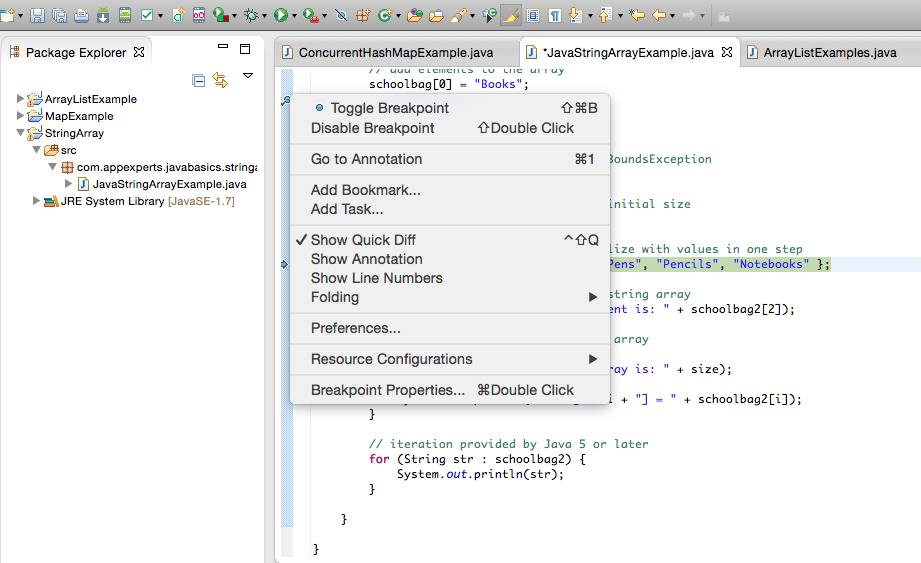 Package Explorer
ArrayListExample
MapExample
StringArray
src
com.appexperts.javabasics.stringa
JavaStringArrayExample.java
JRE System Library [JavaSE-1.7]
ConcurrentHashMapExample.java
*JavaStringArrayExample.java
ArrayListExamples.java
// add elements to the array
schoolbag[0] = "Books";
Toggle Breakpoint ⇧⌘B
Disable Breakpoint ⇧Double Click
Go to Annotation ⌘1
Add Bookmark...
Add Task...
✓ Show Quick Diff ^⇧Q
Show Annotation
Show Line Numbers
Folding
Preferences...
Resource Configurations
Breakpoint Properties... ⌘Double Click
BoundsException
initial size
lize with values in one step
Pens", "Pencils", "Notebooks" };
string array
ent is: " + schoolbag2[2]);
array
ray is: " + size);
i + "] = " + schoolbag2[i]);
}
// iteration provided by Java 5 or later
for (String str : schoolbag2) {
System.out.println(str);
}
}
}